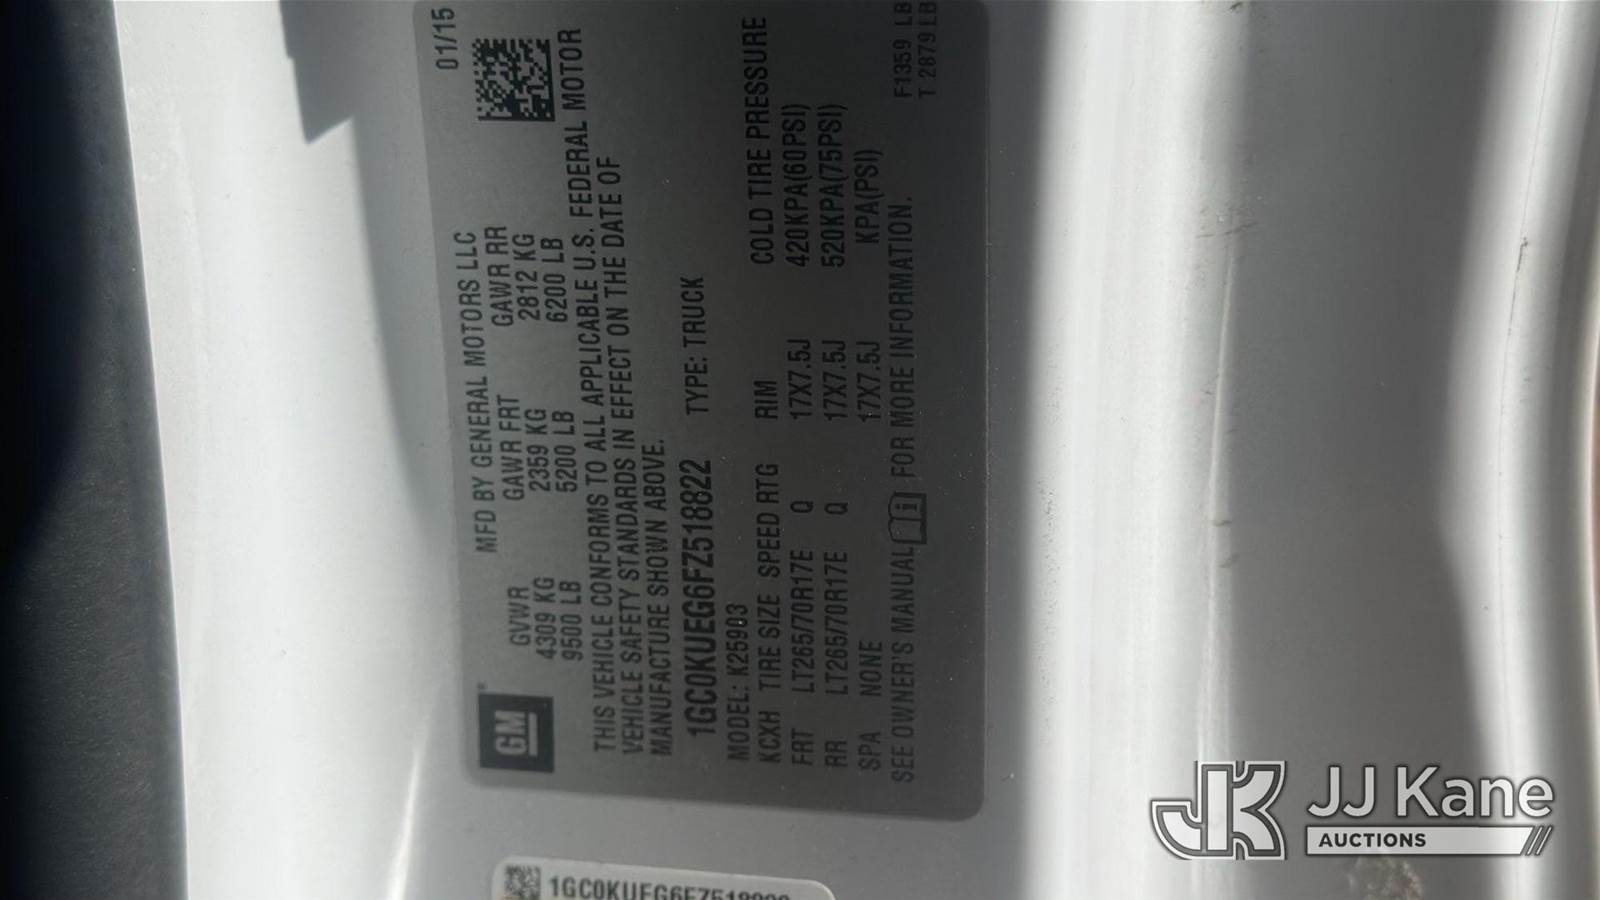 MFD BY GENERAL MOTORS LLC 01/15
GVWR GAWR FRT GAWR RR
4309 KG 2359 KG 2812 KG
9500 LB 5200 LB 6200 LB
THIS VEHICLE CONFORMS TO ALL APPLICABLE U.S. FEDERAL MOTOR
VEHICLE SAFETY STANDARDS IN EFFECT ON THE DATE OF
MANUFACTURE SHOWN ABOVE.
1GC0KUEG6FZ518822 TYPE: TRUCK
MODEL: K25903
KCXH TIRE SIZE SPEED RTG RIM COLD TIRE PRESSURE
FRT LT265/70R17E Q 17X7.5J 420KPA(60PSI)
RR LT265/70R17E Q 17X7.5J 520KPA(75PSI)
SPA NONE 17X7.5J KPA(PSI)
SEE OWNER'S MANUAL FOR MORE INFORMATION.
F1359 LB
T 2879 LB
GM
JK JJ Kane
AUCTIONS